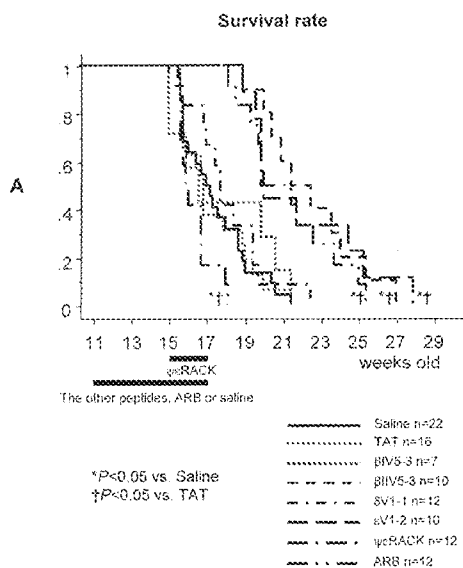 Survival rate
A
1
.8
.6
.4
.2
0
*†
*† *† *†
11 13 15 17 19 21 23 25 27 29
weeks old
ψεRACK
The other peptides, ARB or saline
*P<0.05 vs. Saline
†P<0.05 vs. TAT
Saline n=22
TAT n=16
βIV5-3 n=7
βIIV5-3 n=10
δV1-1 n=12
εV1-2 n=10
ψεRACK n=12
ARB n=12